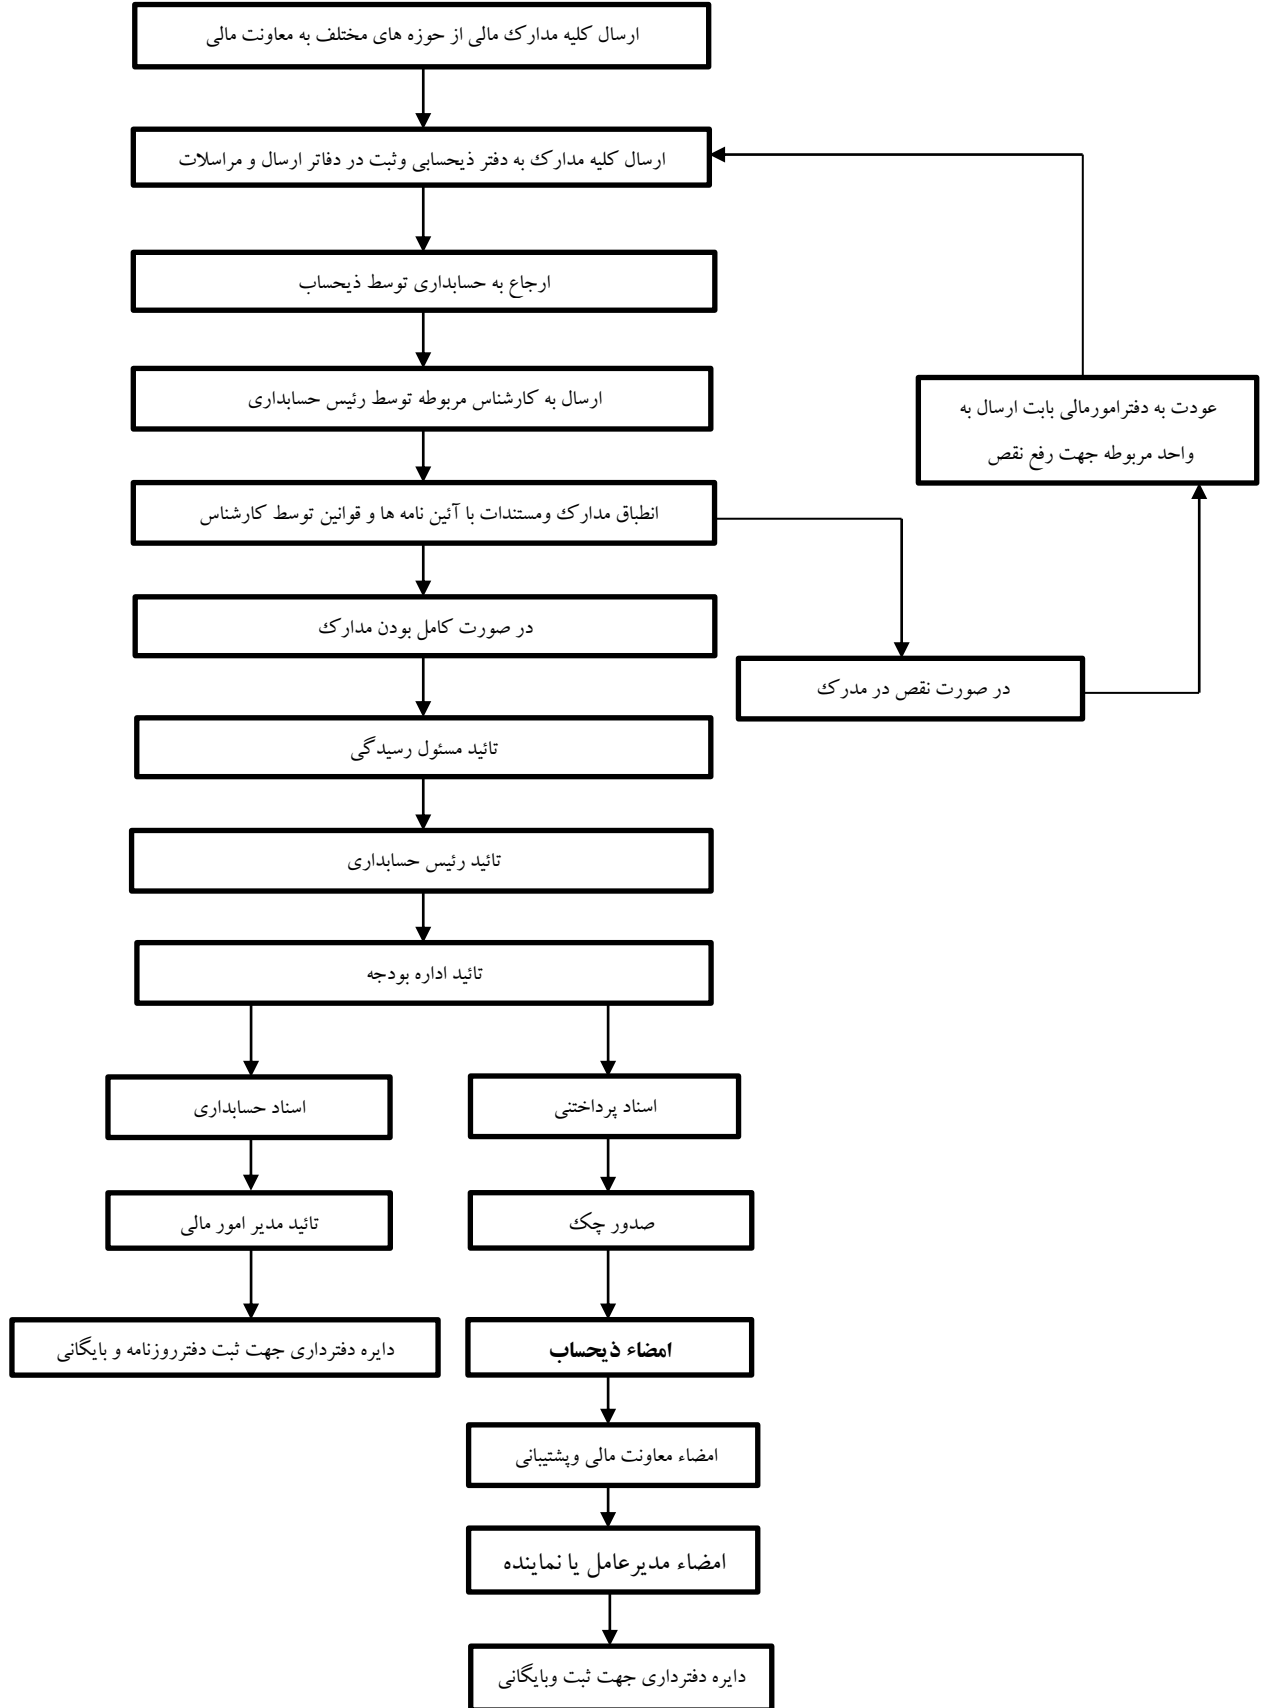 ارسال کلیه مدارک مالی از حوزه های مختلف به معاونت مالی
ارسال کلیه مدارک به دفتر ذیحسابی وثبت در دفاتر ارسال و مراسلات
ارجاع به حسابداری توسط ذیحساب
ارسال به کارشناس مربوطه توسط رئیس حسابداری
عودت به دفترامورمالی بابت ارسال به
واحد مربوطه جهت رفع نقص
انطباق مدارک ومستندات با آئین نامه ها و قوانین توسط کارشناس
در صورت کامل بودن مدارک
در صورت نقص در مدرک
تائید مسئول رسیدگی
تائید رئیس حسابداری
تائید اداره بودجه
اسناد پرداختنی
اسناد حسابداری
صدور چک
تائید مدیر امور مالی
امضاء ذیحساب
دایره دفترداری جهت ثبت دفترروزنامه و بایگانی
امضاء معاونت مالی وپشتیبانی
امضاء مدیرعامل یا نماینده
دایره دفترداری جهت ثبت وبایگانی